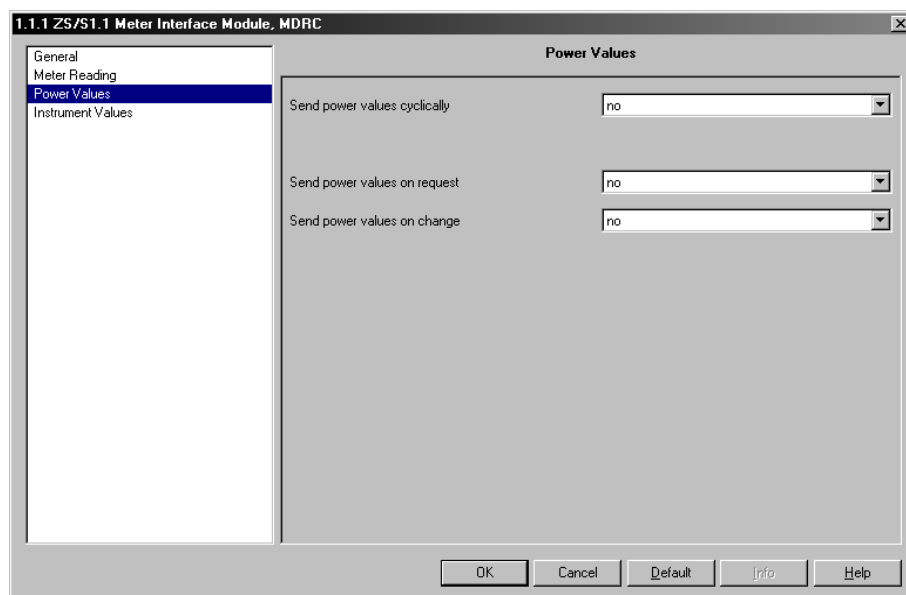 1.1.1 ZS/S1.1 Meter Interface Module, MDRC
General
Meter Reading
Power Values
Instrument Values
Power Values
Send power values cyclically no
Send power values on request no
Send power values on change no
OK Cancel Default Info Help